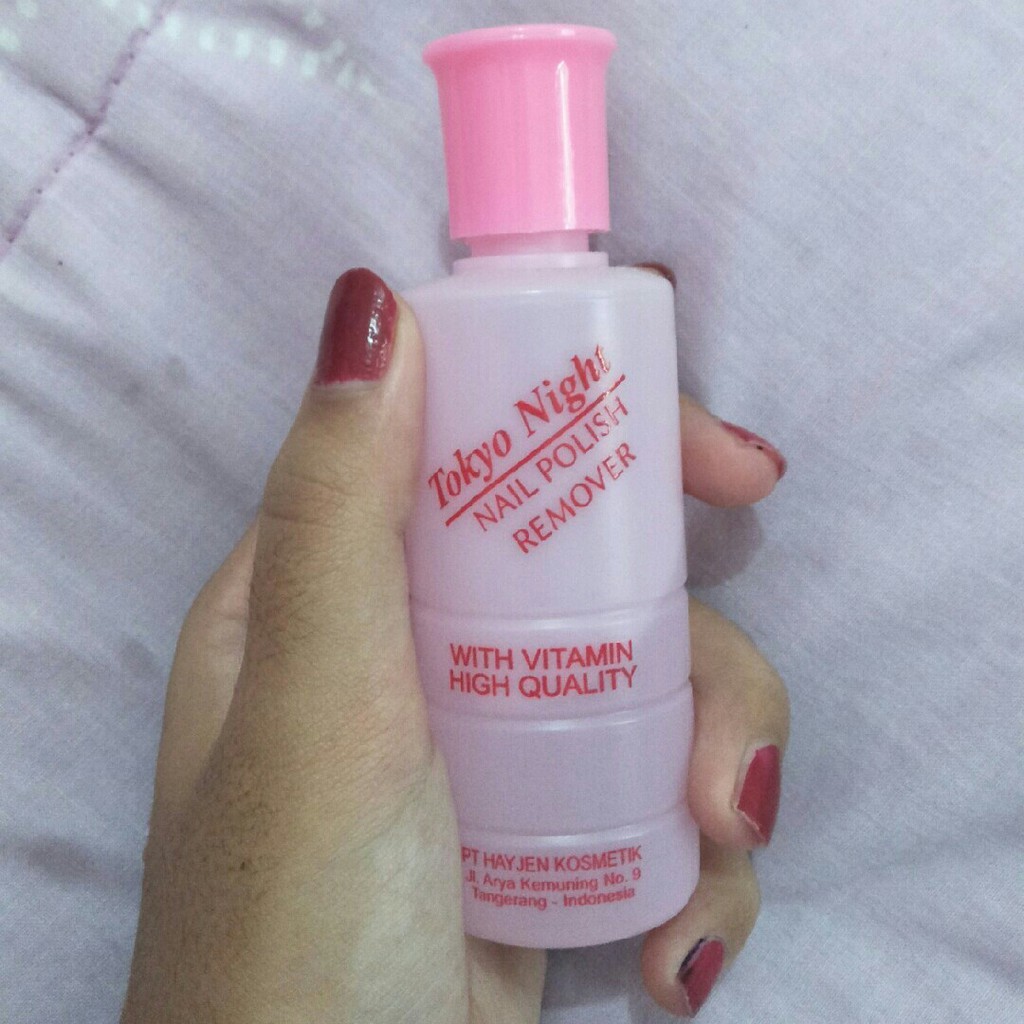 Tokyo Night
NAIL POLISH
REMOVER
WITH VITAMIN
HIGH QUALITY
PT HAYJEN KOSMETIK
Jl. Arya Kemuning No. 9
Tangerang - Indonesia